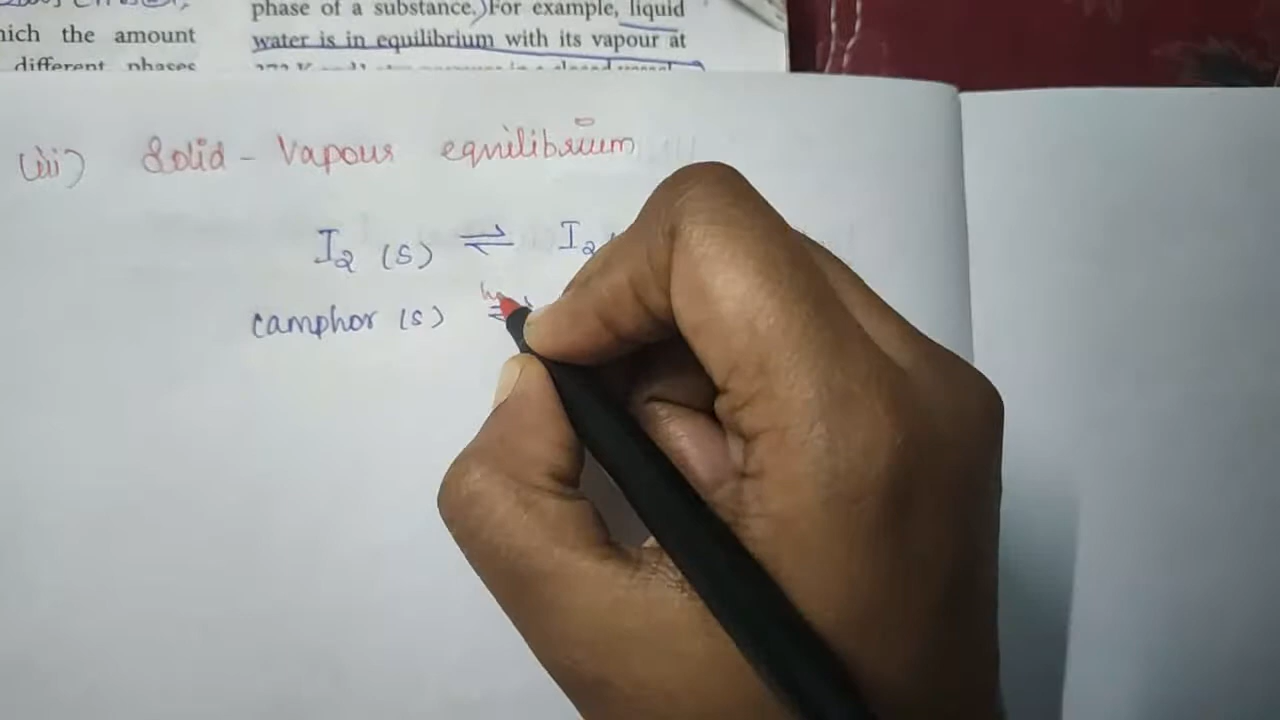 phase of a substance.) For example, liquid
which the amount
water is in equilibrium with its vapour at
different phases
(iii) Solid - Vapour equilibrium
I2 (s) ⇌ I2
camphor (s) ⇌